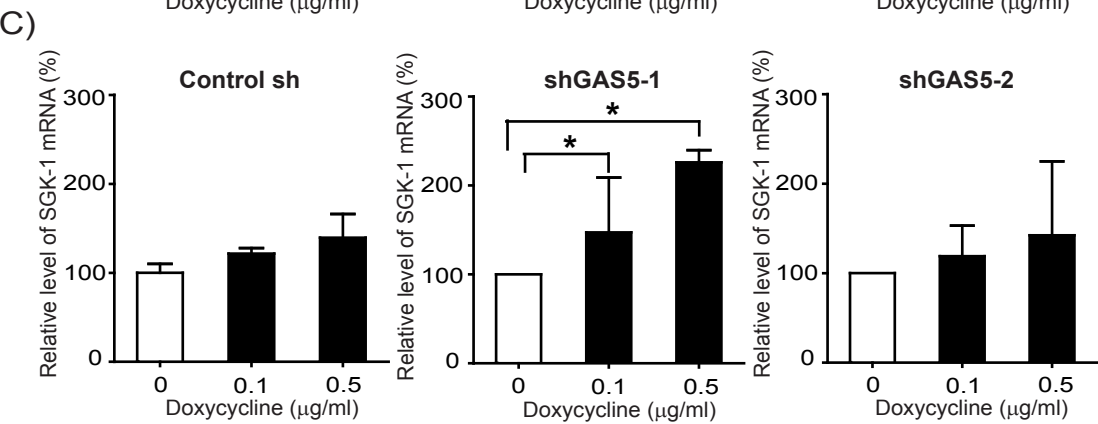 Doxycycline (μg/ml) Doxycycline (μg/ml) Doxycycline (μg/ml)
C)
Control sh
Relative level of SGK-1 mRNA (%)
300
200
100
0
0 0.1 0.5
Doxycycline (μg/ml)
shGAS5-1
Relative level of SGK-1 mRNA (%)
300
200
100
0
*
*
0 0.1 0.5
Doxycycline (μg/ml)
shGAS5-2
Relative level of SGK-1 mRNA (%)
300
200
100
0
0 0.1 0.5
Doxycycline (μg/ml)